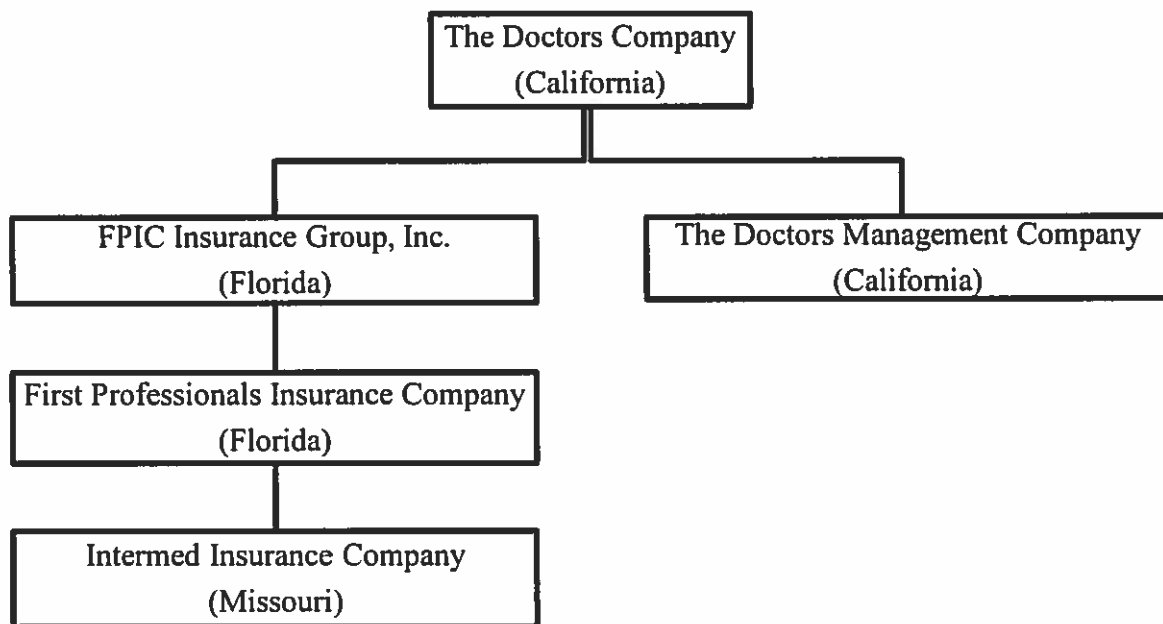 The Doctors Company
(California)
FPIC Insurance Group, Inc.
(Florida)
The Doctors Management Company
(California)
First Professionals Insurance Company
(Florida)
Intermed Insurance Company
(Missouri)